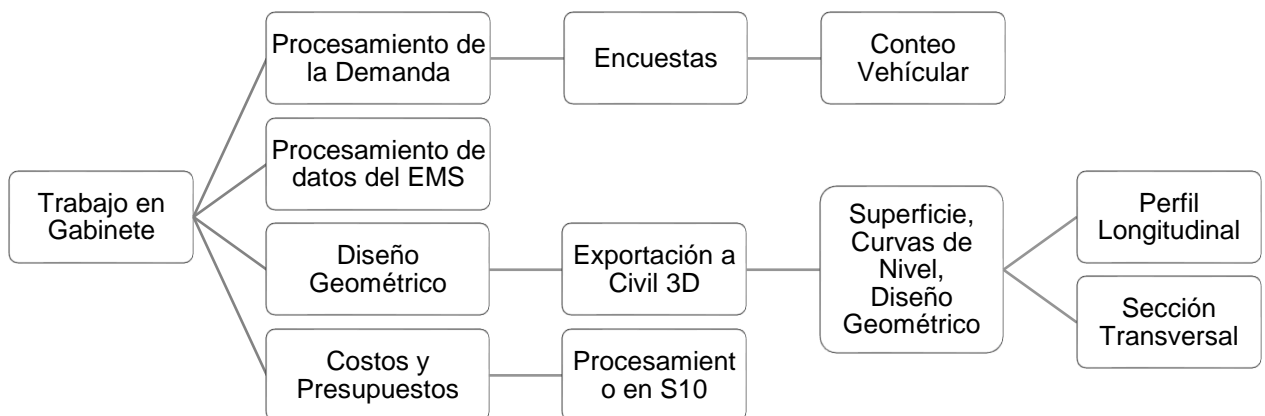 Trabajo en
Gabinete
Procesamiento de
la Demanda
Encuestas
Conteo
Vehícular
Procesamiento de
datos del EMS
Diseño
Geométrico
Exportación a
Civil 3D
Superficie,
Curvas de
Nivel,
Diseño
Geométrico
Perfil
Longitudinal
Sección
Transversal
Costos y
Presupuestos
Procesamient
o en S10